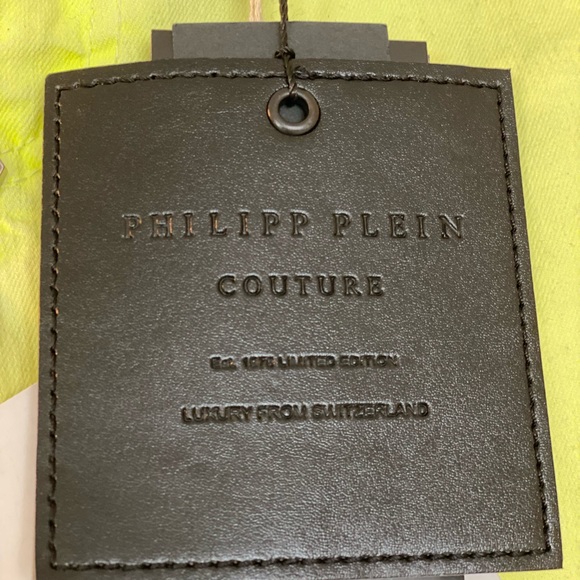 PHILIPP PLEIN
COUTURE
Est. 1978 LIMITED EDITION
LUXURY FROM SWITZERLAND